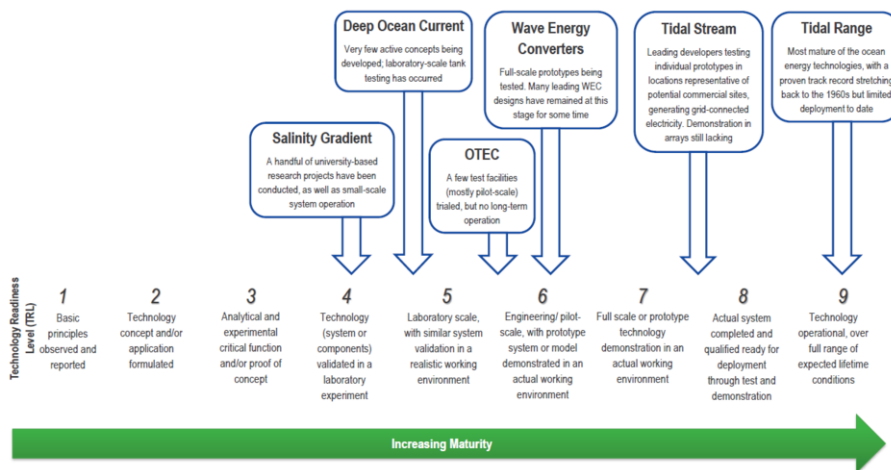 Deep Ocean Current
Very few active concepts being
developed; laboratory-scale tank
testing has occurred
Wave Energy
Converters
Full-scale prototypes being
tested. Many leading WEC
designs have remained at this
stage for some time
Tidal Stream
Leading developers testing
individual prototypes in
locations representative of
potential commercial sites,
generating grid-connected
electricity. Demonstration in
arrays still lacking
Tidal Range
Most mature of the ocean
energy technologies, with a
proven track record stretching
back to the 1960s but limited
deployment to date
Salinity Gradient
A handful of university-based
research projects have been
conducted, as well as small-scale
system operation
OTEC
A few test facilities
(mostly pilot-scale)
trialed, but no long-term
operation
Technology Readiness
Level (TRL)
1
Basic
principles
observed and
reported
2
Technology
concept and/or
application
formulated
3
Analytical and
experimental
critical function
and/or proof of
concept
4
Technology
(system or
components)
validated in a
laboratory
experiment
5
Laboratory scale,
with similar system
validation in a
realistic working
environment
6
Engineering/ pilot-
scale, with prototype
system or model
demonstrated in an
actual working
environment
7
Full scale or prototype
technology
demonstration in an
actual working
environment
8
Actual system
completed and
qualified ready for
deployment
through test and
demonstration
9
Technology
operational, over
full range of
expected lifetime
conditions
Increasing Maturity